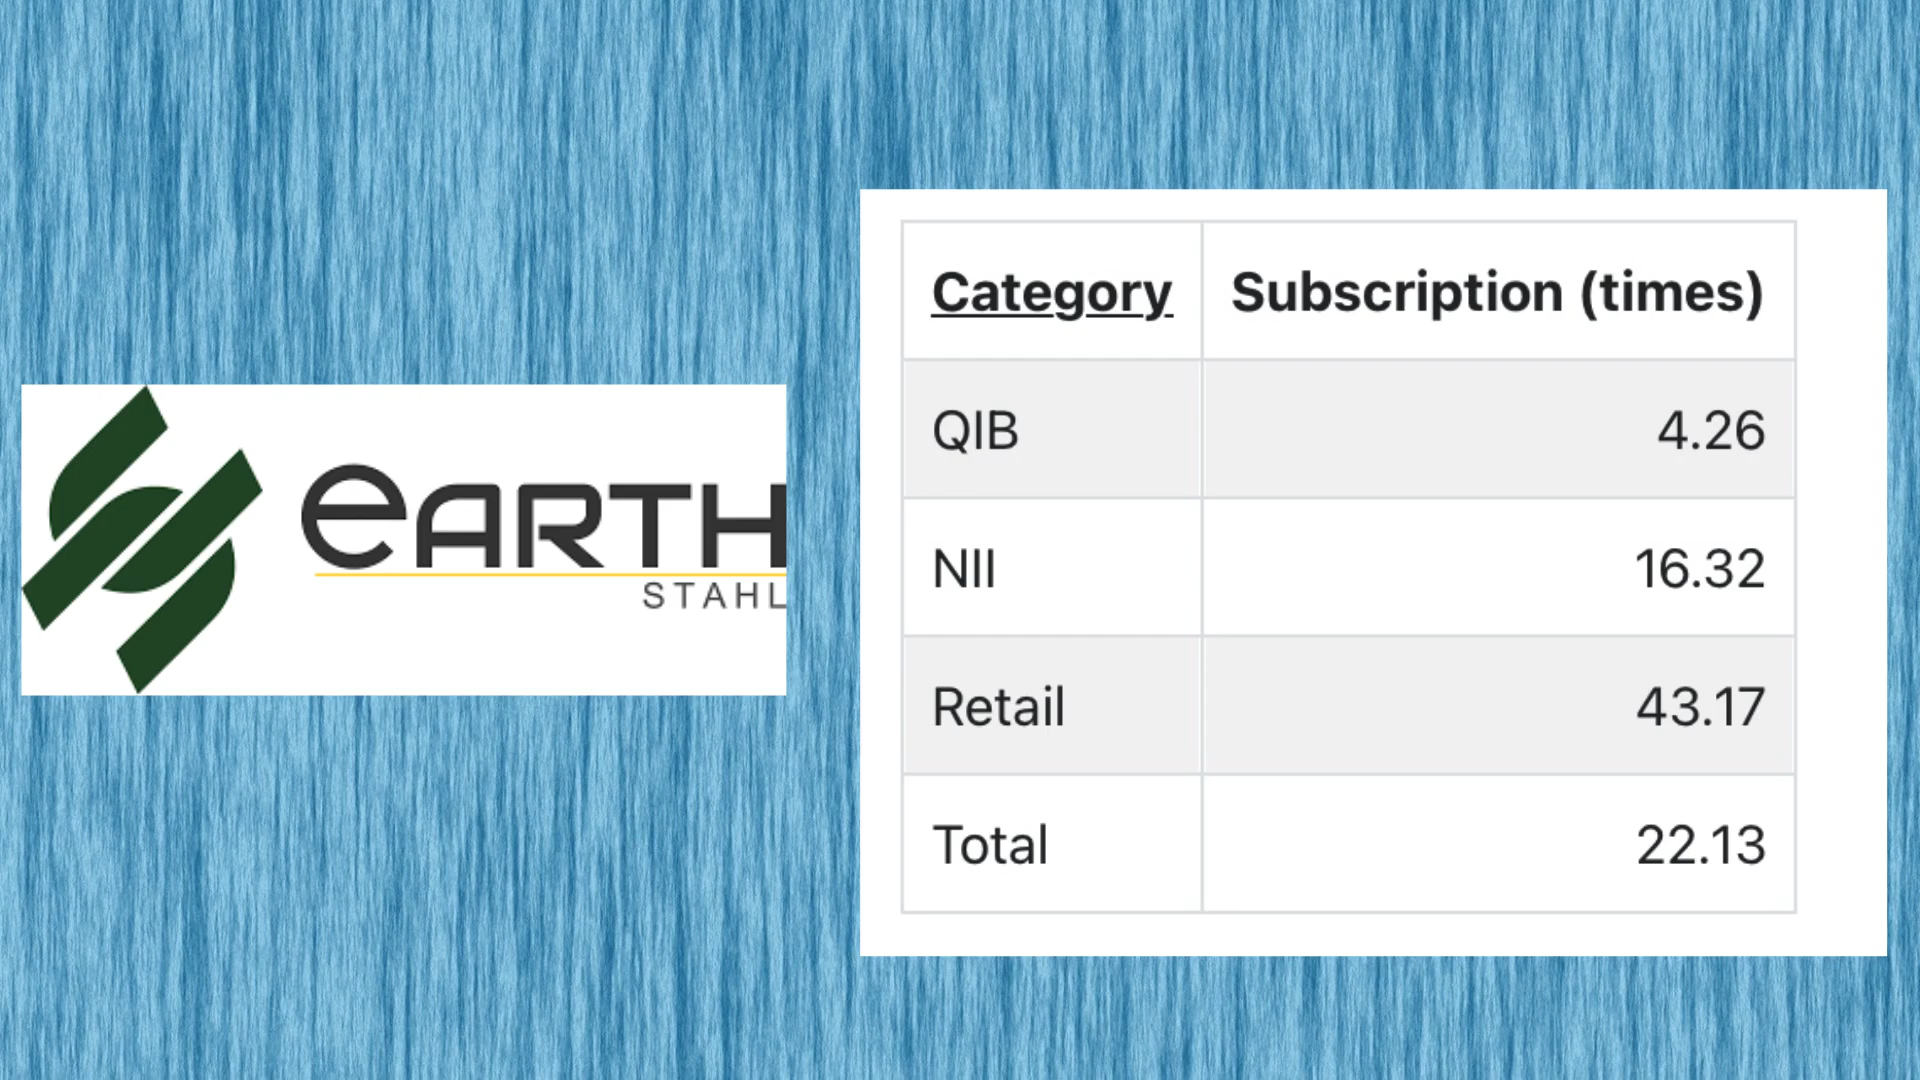 eARTH
STAHL
Category Subscription (times)
QIB 4.26
NII 16.32
Retail 43.17
Total 22.13